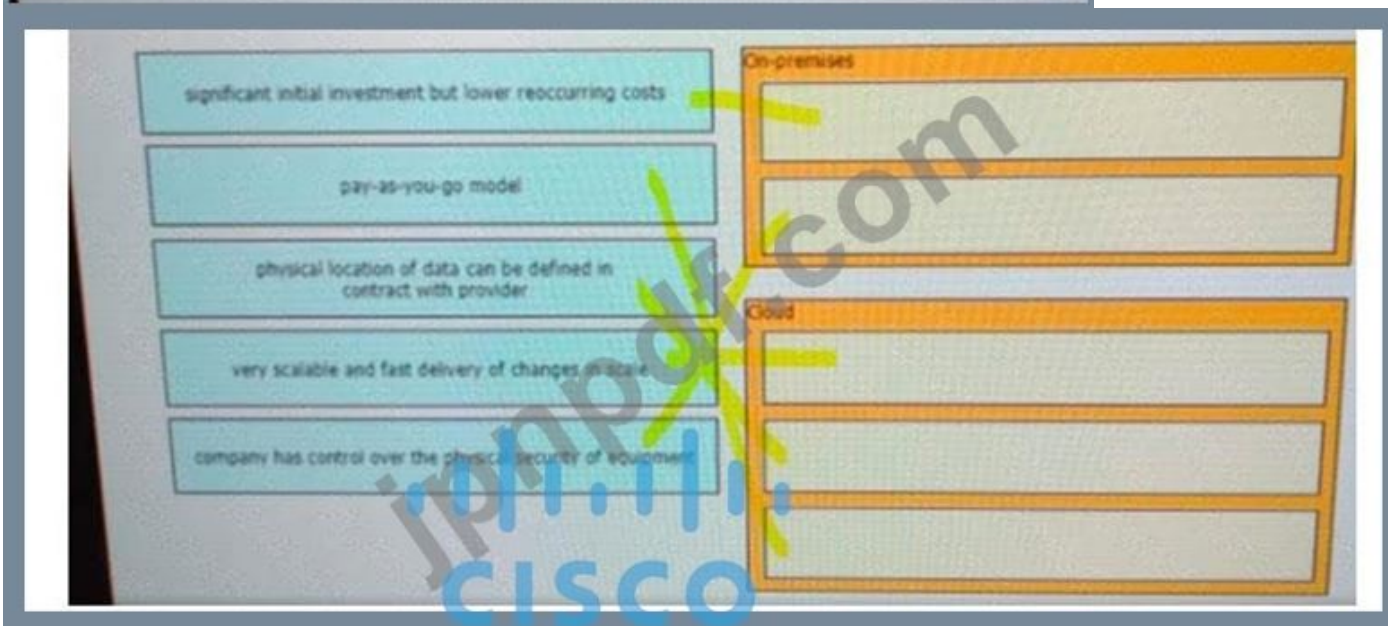 significant initial investment but lower reoccurring costs
pay-as-you-go model
physical location of data can be defined in
contract with provider
very scalable and fast delivery of changes in scale
company has control over the physical security of equipment
On-premises
Cloud
jpnpdf.com
CISCO